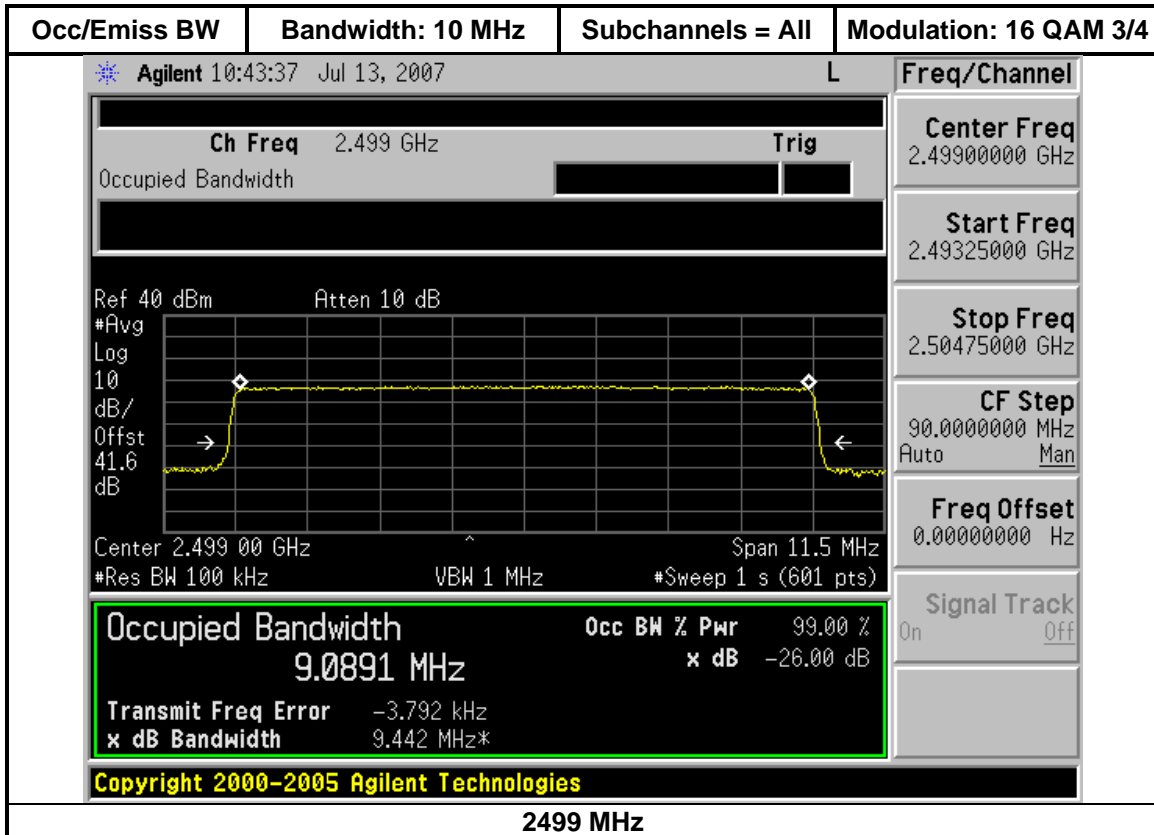 Occ/Emiss BW Bandwidth: 10 MHz Subchannels = All Modulation: 16 QAM 3/4
Agilent 10:43:37 Jul 13, 2007 L Freq/Channel
Ch Freq 2.499 GHz Trig
Occupied Bandwidth
Center Freq
2.49900000 GHz
Start Freq
2.49325000 GHz
Stop Freq
2.50475000 GHz
CF Step
90.0000000 MHz
Auto Man
Freq Offset
0.00000000 Hz
Signal Track
On Off
Ref 40 dBm Atten 10 dB
#Avg
Log
10
dB/
Offst
41.6
dB
Center 2.499 00 GHz Span 11.5 MHz
#Res BW 100 kHz VBW 1 MHz #Sweep 1 s (601 pts)
Occupied Bandwidth Occ BW % Pwr 99.00 %
9.0891 MHz x dB -26.00 dB
Transmit Freq Error -3.792 kHz
x dB Bandwidth 9.442 MHz*
Copyright 2000-2005 Agilent Technologies
2499 MHz